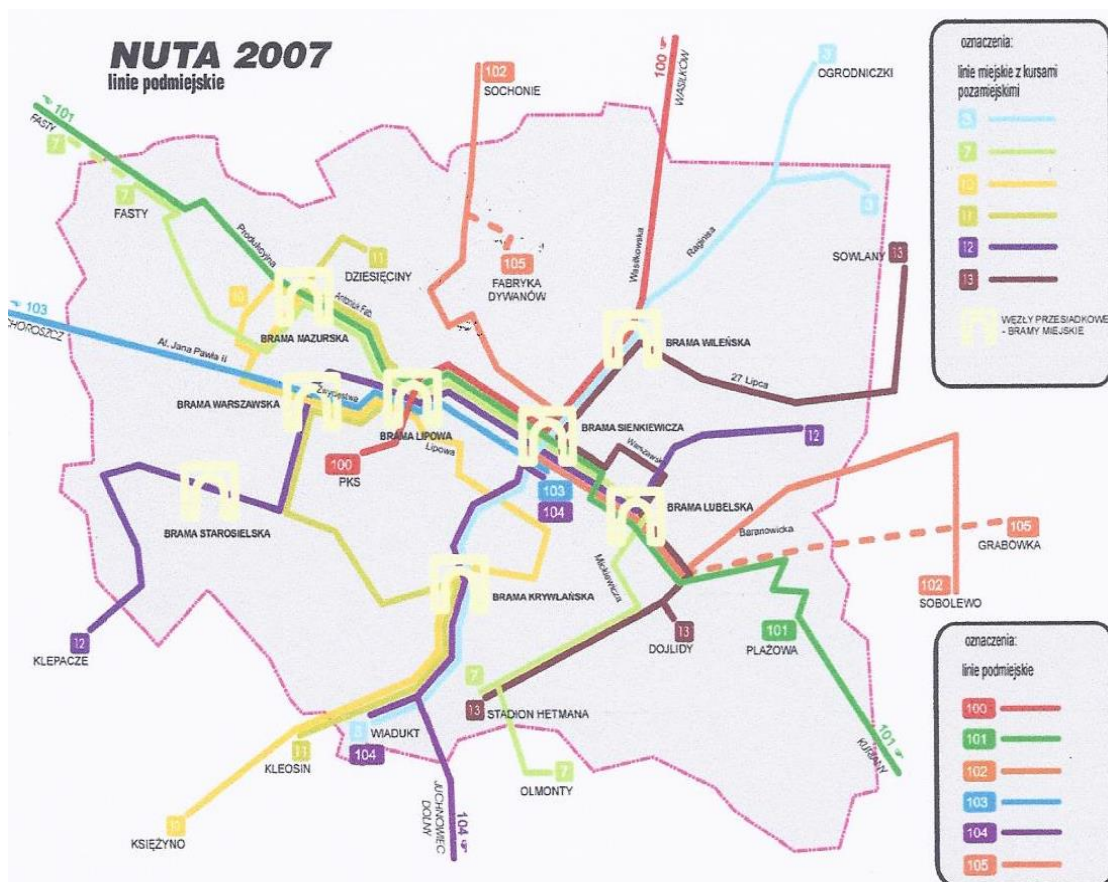 NUTA 2007
linie podmiejskie
101
FASTY
7
7
FASTY
102
SOCHONIE
100
WASILKÓW
3
OGRODNICZKI
3
Raginisa
Wasilkowska
SOWLANY
13
105
FABRYKA
DYWANÓW
11
DZIESIĘCINY
Produkcyjna
10
Antoniuk Fab.
BRAMA MAZURSKA
103
CHOROSZCZ
Al. Jana Pawła II
BRAMA WILEŃSKA
27 Lipca
BRAMA WARSZAWSKA
Zwycięstwa
BRAMA LIPOWA
Lipowa
BRAMA SIENKIEWICZA
Warszawska
12
100
PKS
103
104
BRAMA STAROSIELSKA
BRAMA LUBELSKA
Baranowicka
105
GRABÓWKA
Mickiewicza
BRAMA KRYWLAŃSKA
102
SOBOLEWO
12
KLEPACZE
13
DOJLIDY
101
PLAŻOWA
7
13
STADION HETMANA
3
WIADUKT
104
11
KLEOSIN
7
OLMONTY
101
KURIANY
10
KSIĘŻYNO
JUCHNOWIEC
DOLNY
104
oznaczenia:
linie miejskie z kursami
pozamiejskimi
3
7
10
11
12
13
WĘZŁY PRZESIADKOWE
- BRAMY MIEJSKIE
oznaczenia:
linie podmiejskie
100
101
102
103
104
105